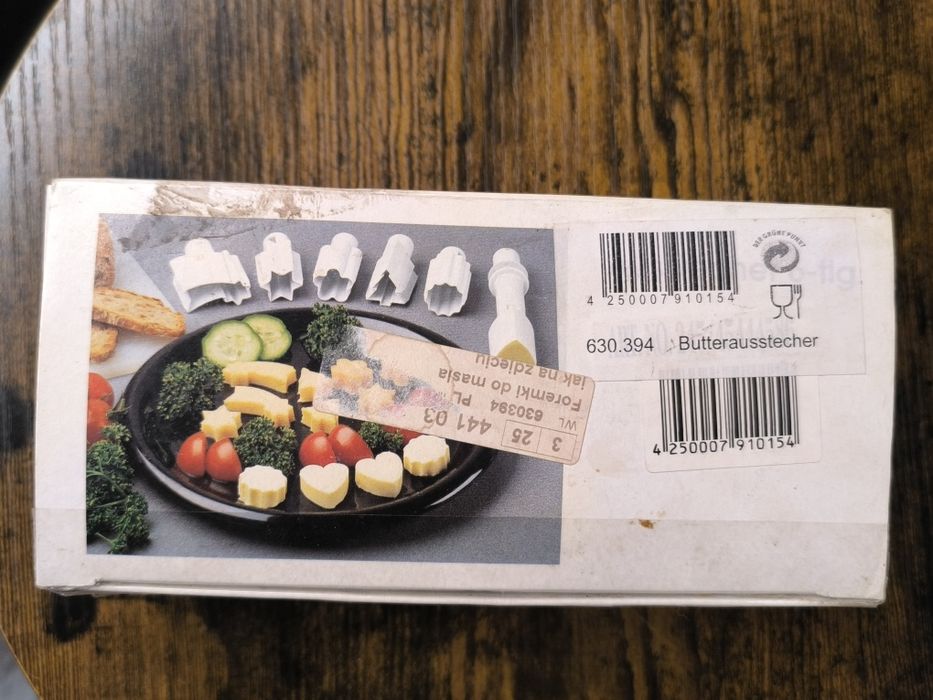 4 250007 910154
DER GRÜNE PUNKT
630.394 Butterausstecher
4 250007 910154
3 25 441 03
WL 630394 PL
Foremki do masla
jak na zdieciu